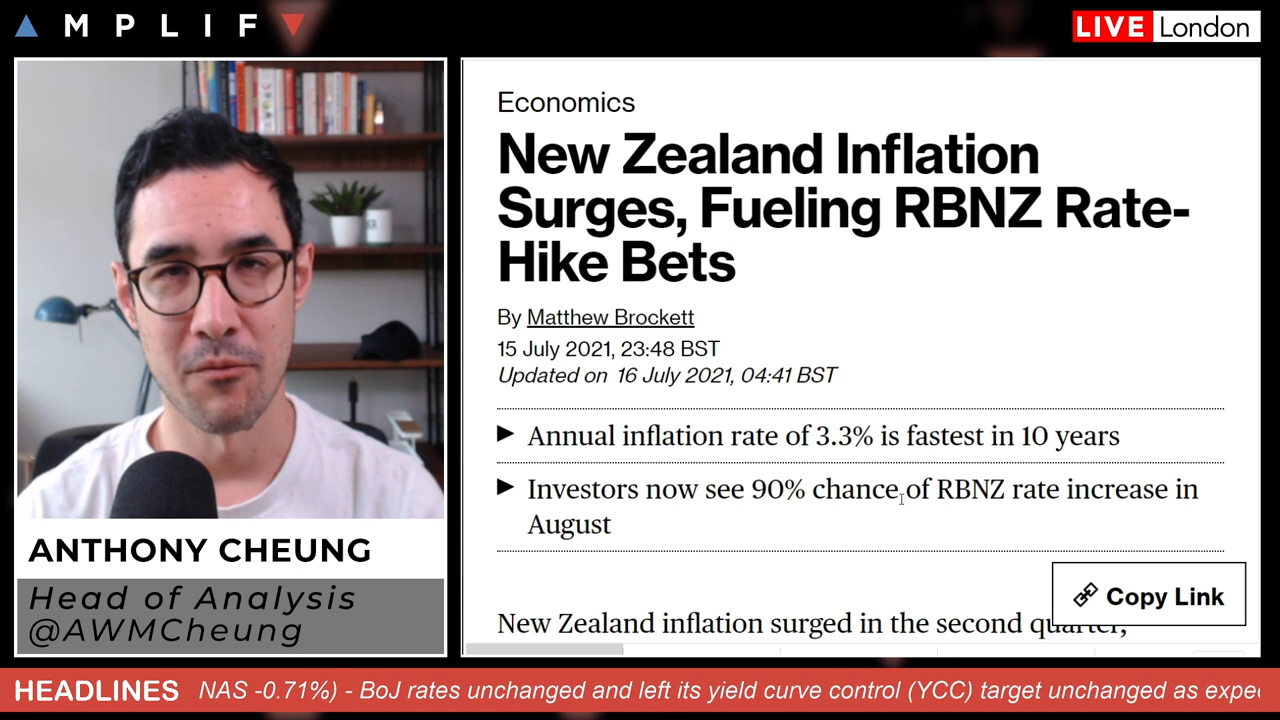 AMPLIFY
LIVE London
Economics
New Zealand Inflation
Surges, Fueling RBNZ Rate-
Hike Bets
By Matthew Brockett
15 July 2021, 23:48 BST
Updated on 16 July 2021, 04:41 BST
▶ Annual inflation rate of 3.3% is fastest in 10 years
▶ Investors now see 90% chance of RBNZ rate increase in
August
Copy Link
New Zealand inflation surged in the second quarter,
ANTHONY CHEUNG
Head of Analysis
@AWMCheung
HEADLINES NAS -0.71%) - BoJ rates unchanged and left its yield curve control (YCC) target unchanged as expe